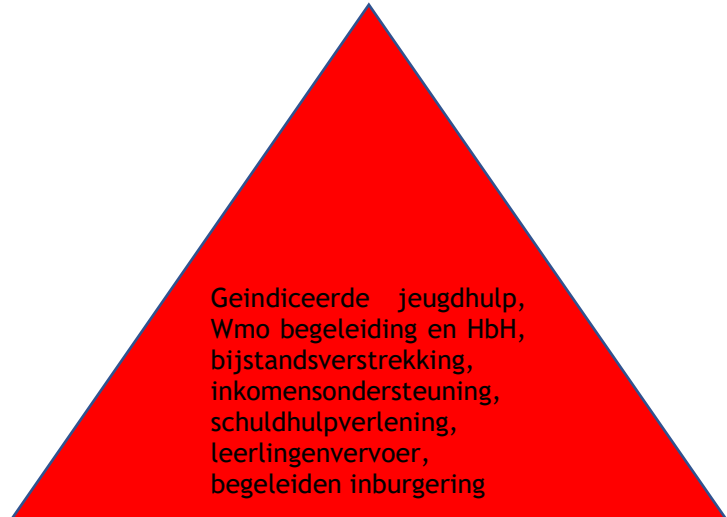 Geindiceerde jeugdhulp,
Wmo begeleiding en HbH,
bijstandsverstrekking,
inkomensondersteuning,
schuldhulpverlening,
leerlingenvervoer,
begeleiden inburgering